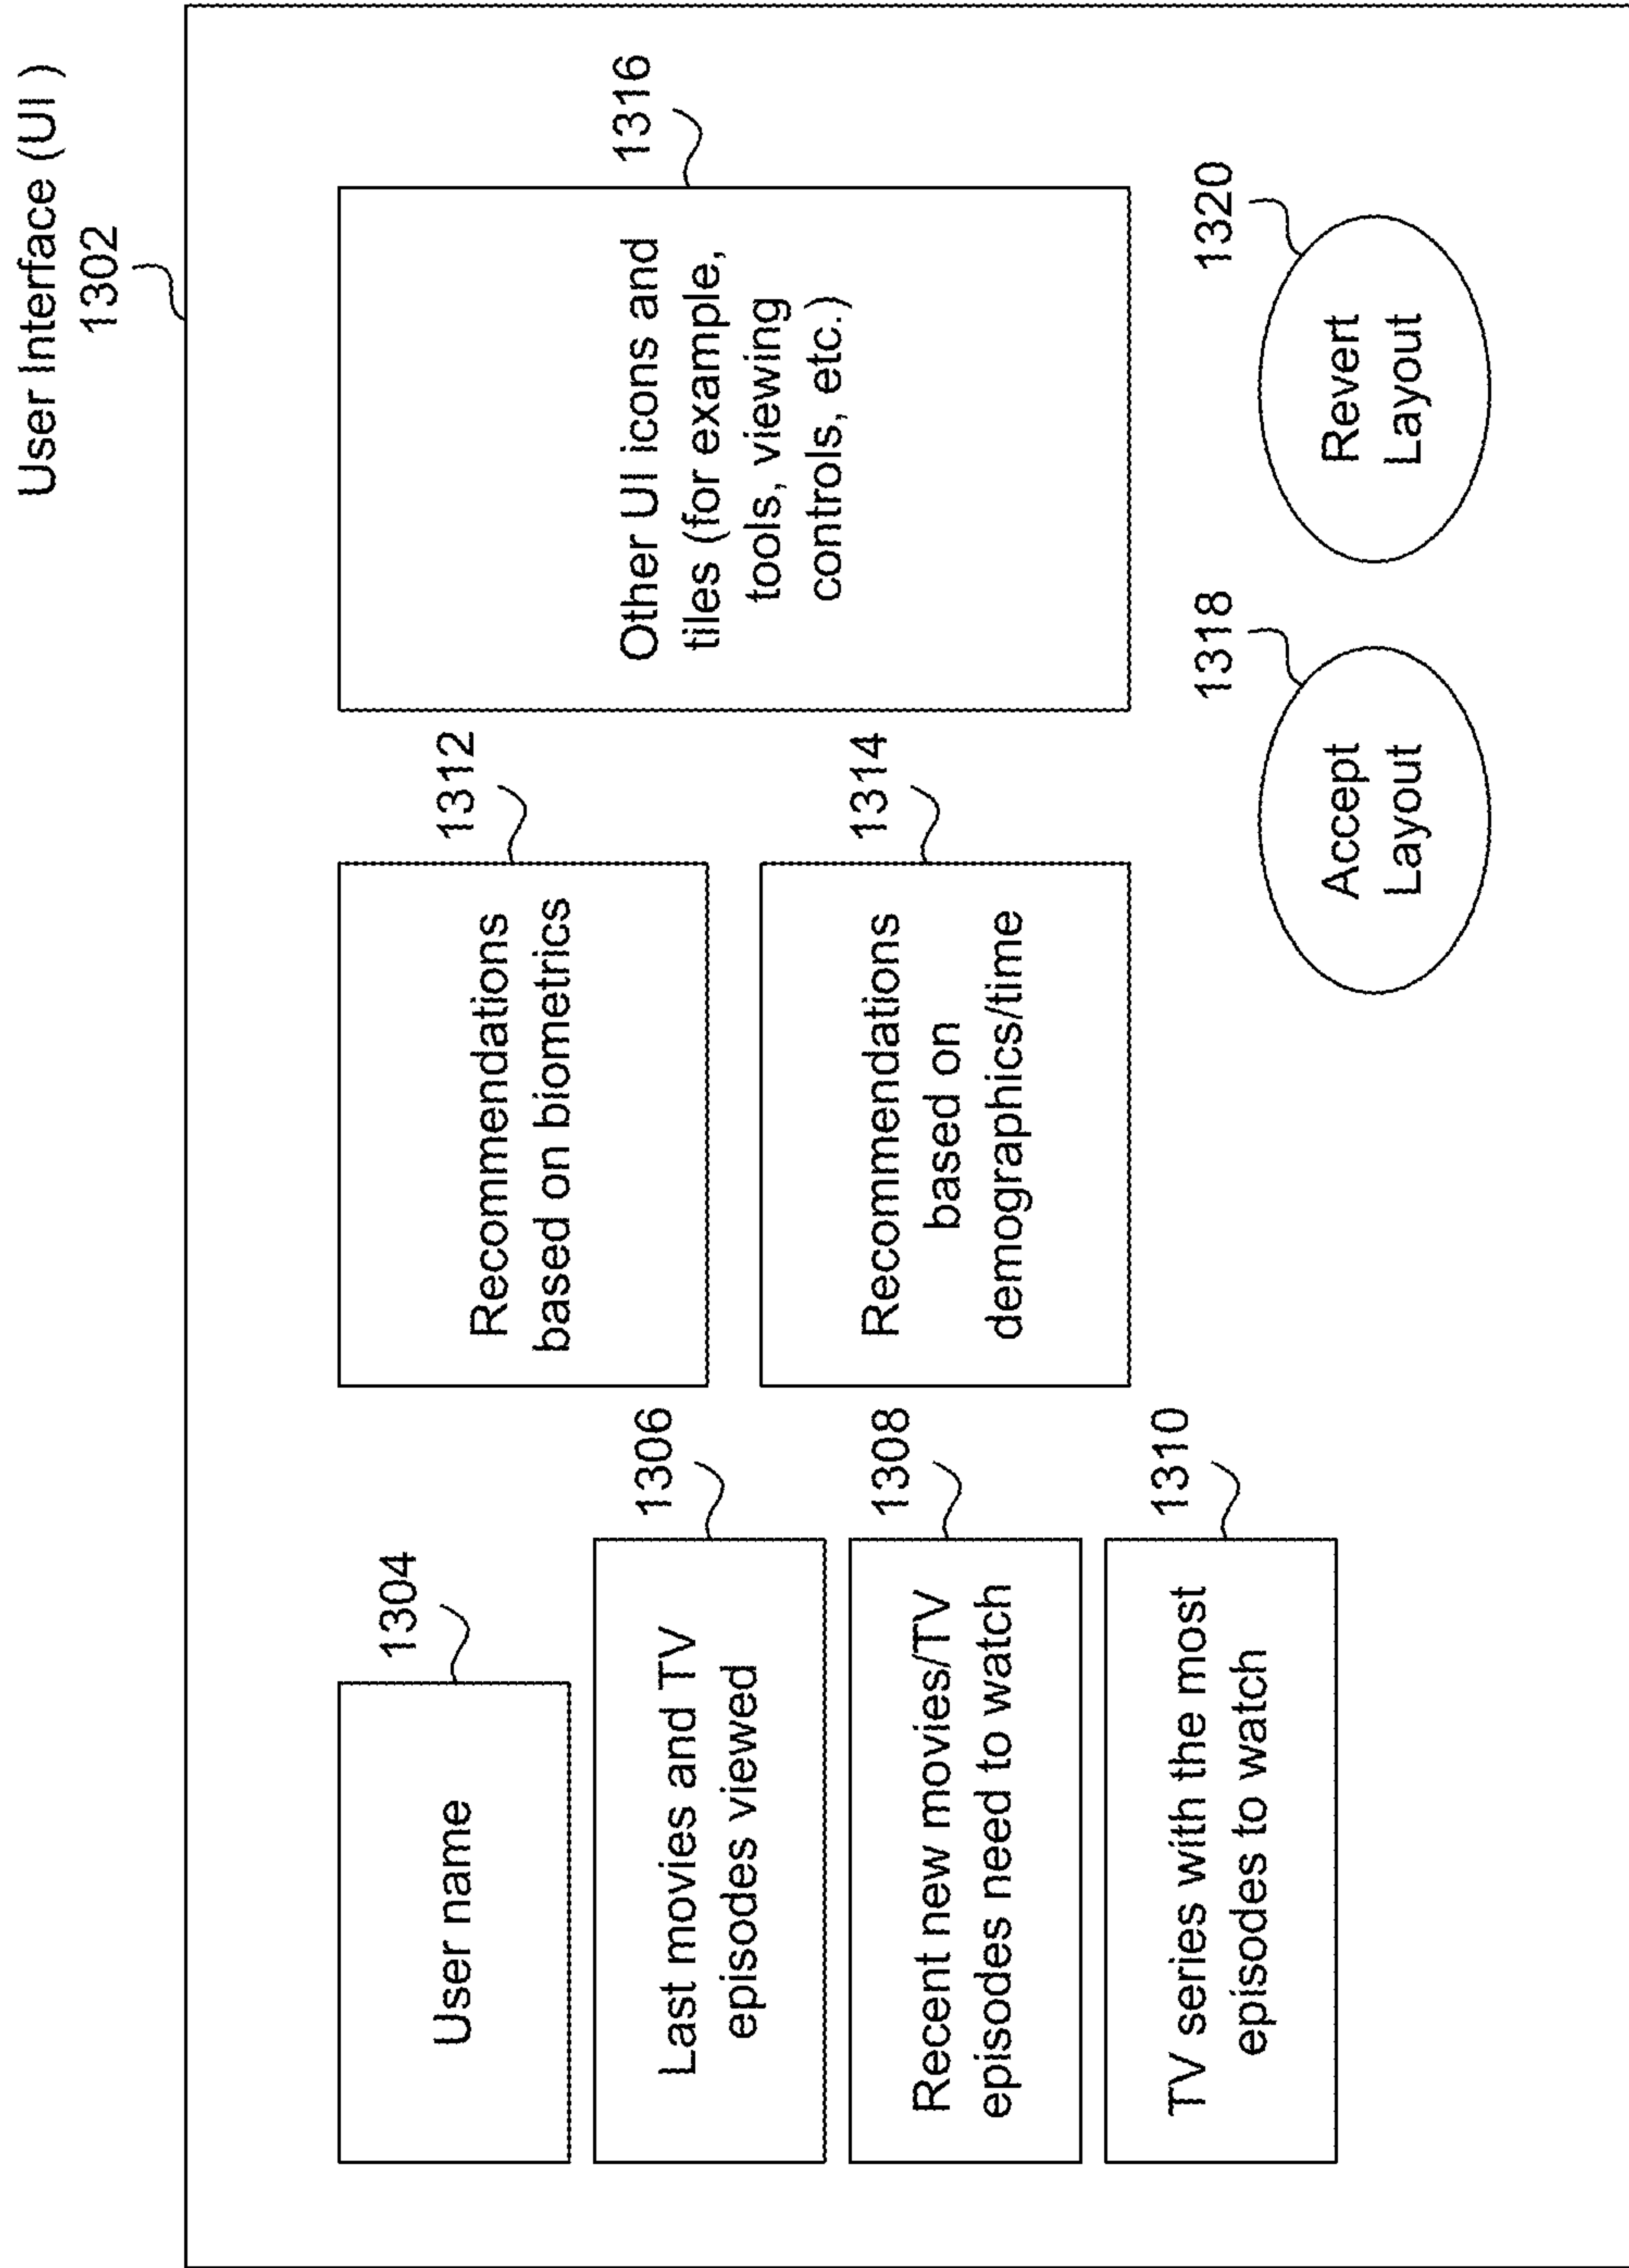 User Interface (UI )
1302
User name
1304
Last movies and TV
episodes viewed
1306
Recent new movies/TV
episodes need to watch
1308
TV series with the most
episodes to watch
1310
Recommendations
based on biometrics
1312
Recommendations
based on
demographics/time
1314
Other UI icons and
tiles (for example,
tools, viewing
controls, etc.)
1316
Accept
Layout
1318
Revert
Layout
1320